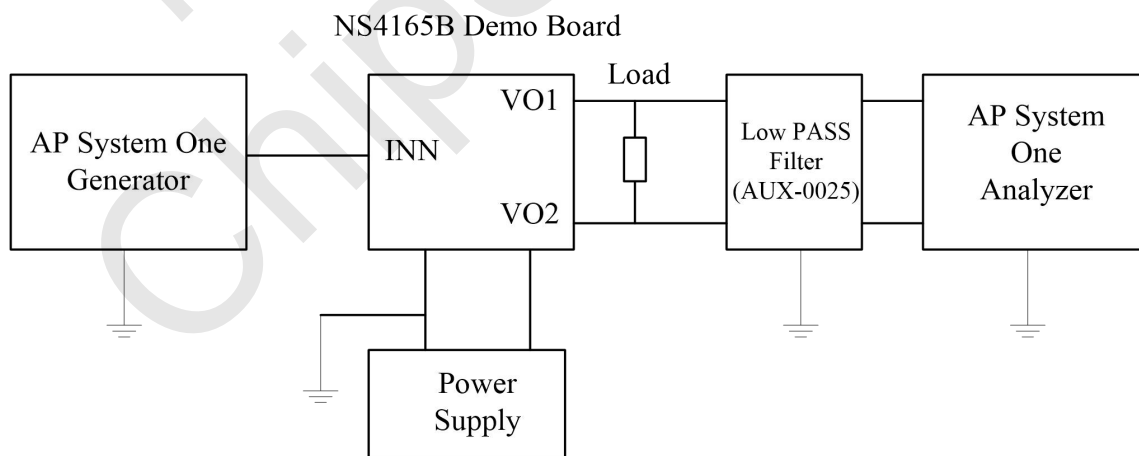 NS4165B Demo Board
AP System One
Generator
INN
VO1
VO2
Load
Low PASS
Filter
(AUX-0025)
AP System
One
Analyzer
Power
Supply
Chip